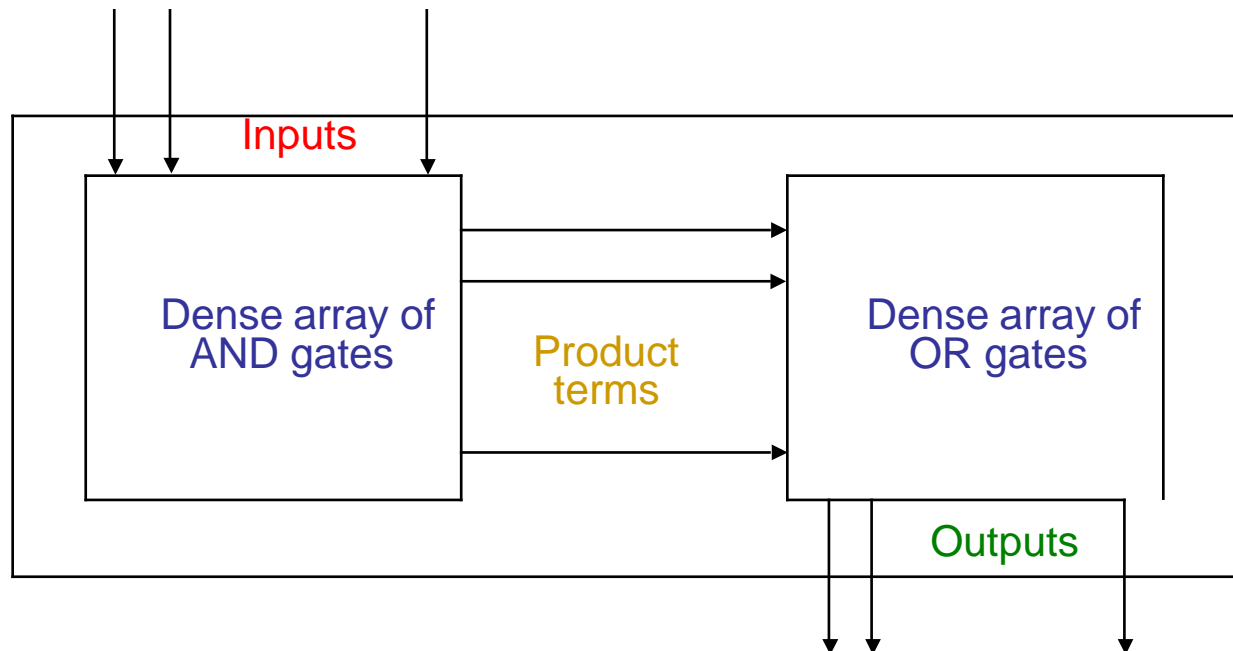 Inputs
Dense array of
AND gates
Product
terms
Dense array of
OR gates
Outputs